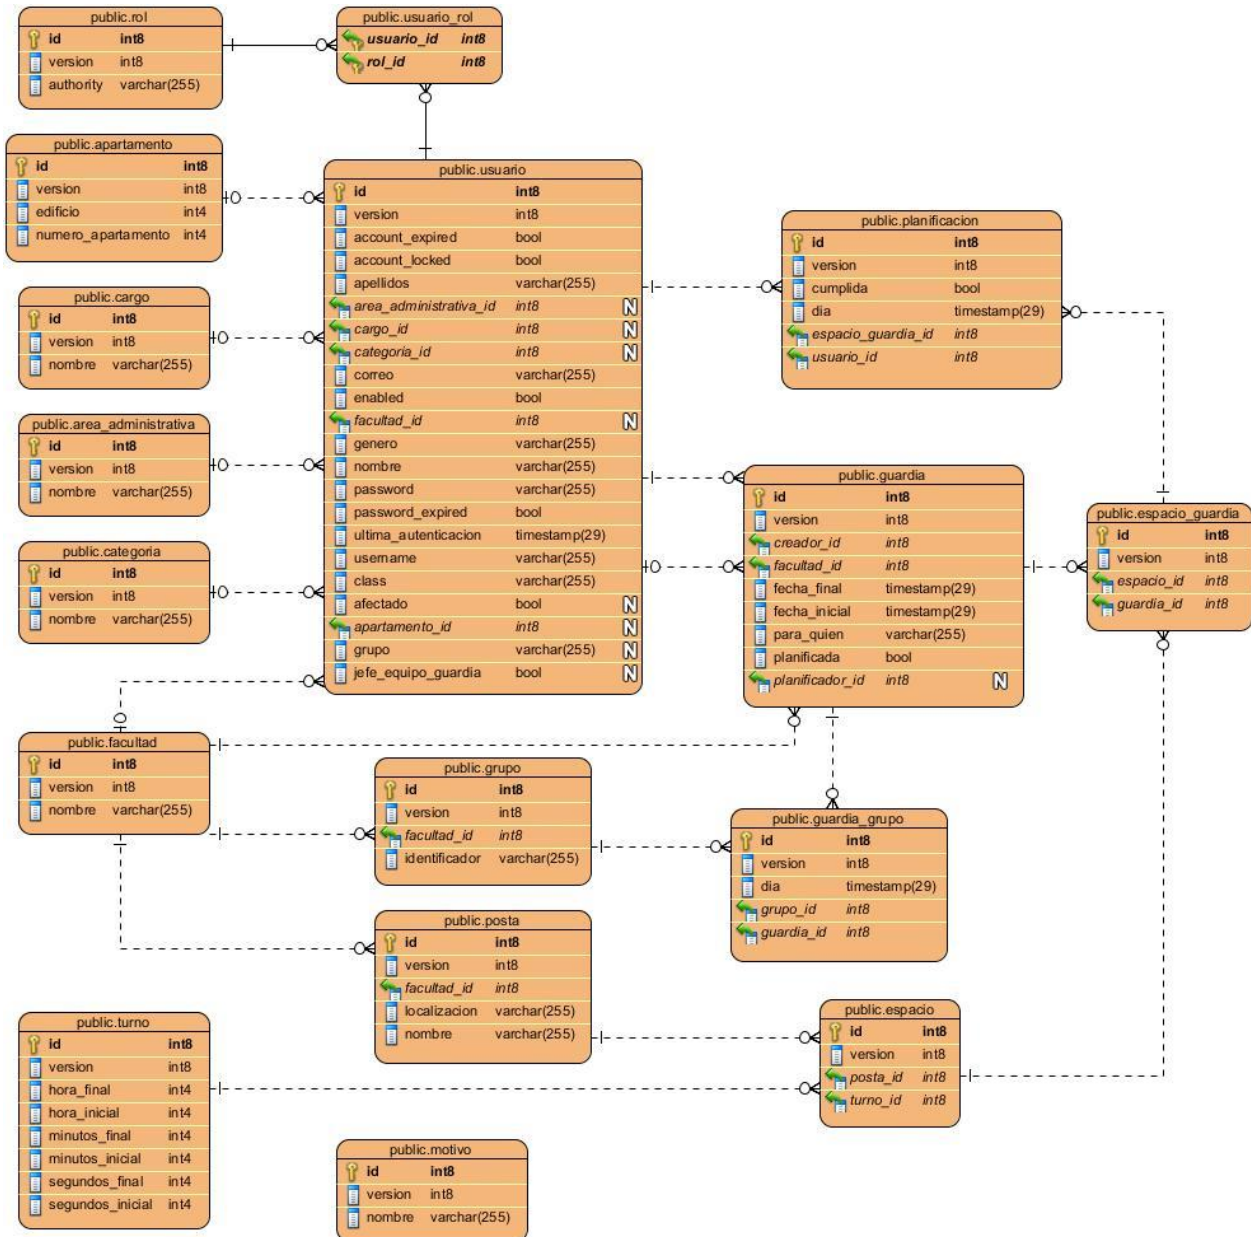 public.rol
id int8
version int8
authority varchar(255)
public.usuario_rol
usuario_id int8
rol_id int8
public.apartamento
id int8
version int8
edificio int4
numero_apartamento int4
public.cargo
id int8
version int8
nombre varchar(255)
public.area_administrativa
id int8
version int8
nombre varchar(255)
public.categoria
id int8
version int8
nombre varchar(255)
public.usuario
id int8
version int8
account_expired bool
account_locked bool
apellidos varchar(255)
area_administrativa_id int8 N
cargo_id int8 N
categoria_id int8 N
correo varchar(255)
enabled bool
facultad_id int8 N
genero varchar(255)
nombre varchar(255)
password varchar(255)
password_expired bool
ultima_autenticacion timestamp(29)
username varchar(255)
class varchar(255)
afectado bool N
apartamento_id int8 N
grupo varchar(255) N
jefe_equipo_guardia bool N
public.planificacion
id int8
version int8
cumplida bool
dia timestamp(29)
espacio_guardia_id int8
usuario_id int8
public.guardia
id int8
version int8
creador_id int8
facultad_id int8
fecha_final timestamp(29)
fecha_inicial timestamp(29)
para_quien varchar(255)
planificada bool
planificador_id int8 N
public.espacio_guardia
id int8
version int8
espacio_id int8
guardia_id int8
public.facultad
id int8
version int8
nombre varchar(255)
public.grupo
id int8
version int8
facultad_id int8
identificador varchar(255)
public.guardia_grupo
id int8
version int8
dia timestamp(29)
grupo_id int8
guardia_id int8
public.posta
id int8
version int8
facultad_id int8
localizacion varchar(255)
nombre varchar(255)
public.turno
id int8
version int8
hora_final int4
hora_inicial int4
minutos_final int4
minutos_inicial int4
segundos_final int4
segundos_inicial int4
public.espacio
id int8
version int8
posta_id int8
turno_id int8
public.motivo
id int8
version int8
nombre varchar(255)